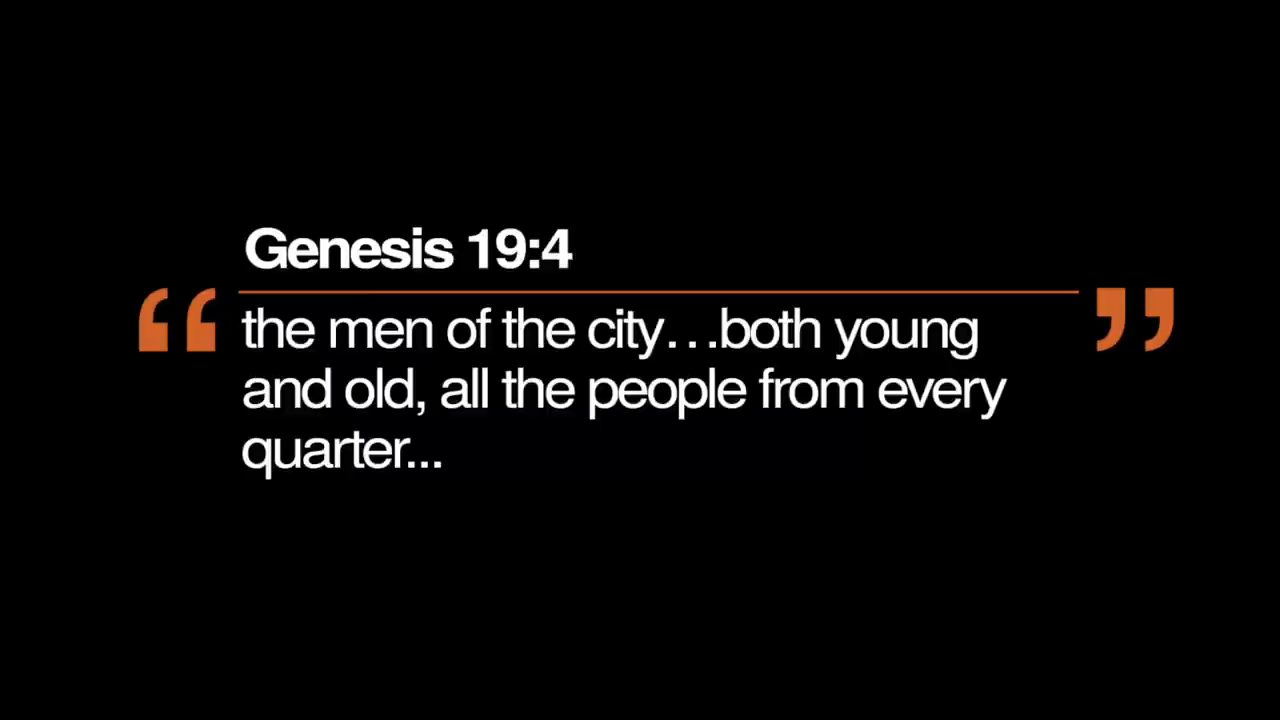 Genesis 19:4
“the men of the city...both young
and old, all the people from every
quarter...”